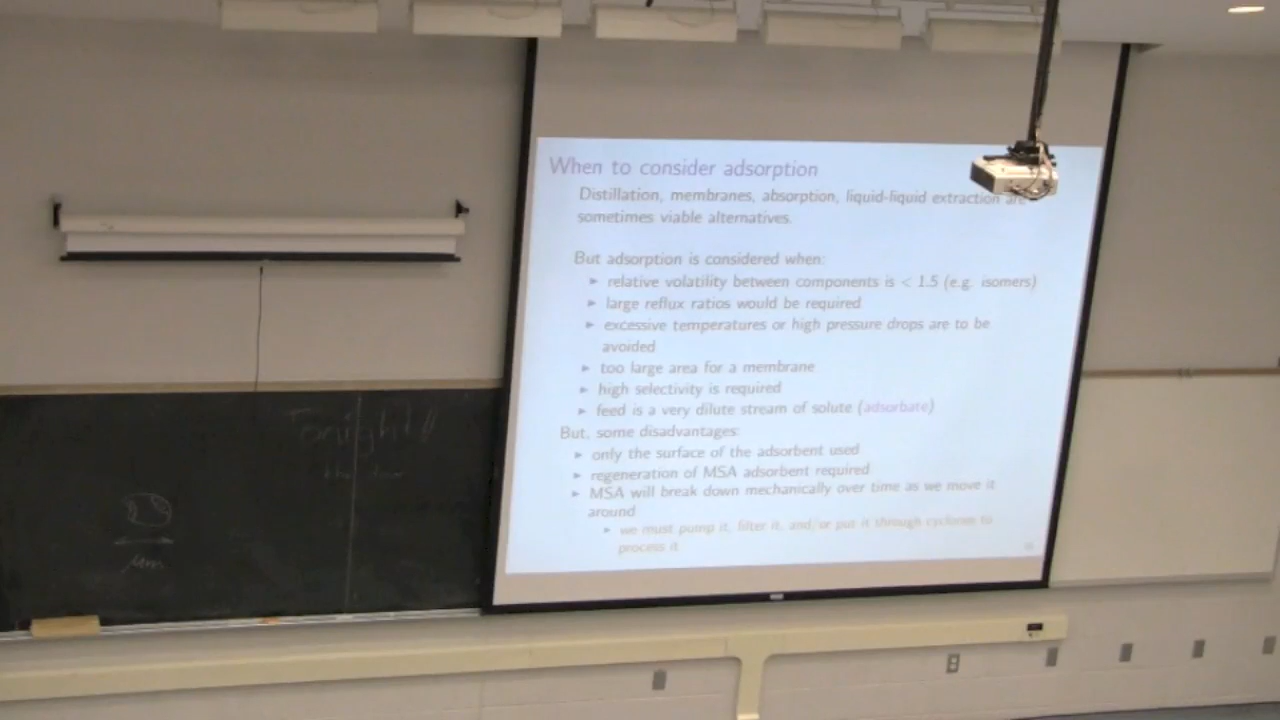 When to consider adsorption
Distillation, membranes, absorption, liquid-liquid extraction are
sometimes viable alternatives.
But adsorption is considered when:
▶ relative volatility between components is < 1.5 (e.g. isomers)
▶ large reflux ratios would be required
▶ excessive temperatures or high pressure drops are to be
avoided
▶ too large area for a membrane
▶ high selectivity is required
▶ feed is a very dilute stream of solute (adsorbate)
But, some disadvantages:
▶ only the surface of the adsorbent used
▶ regeneration of MSA adsorbent required
▶ MSA will break down mechanically over time as we move it
around
▶ we must pump it, filter it, and/or put it through cyclones to
process it
Tonight!!
μm